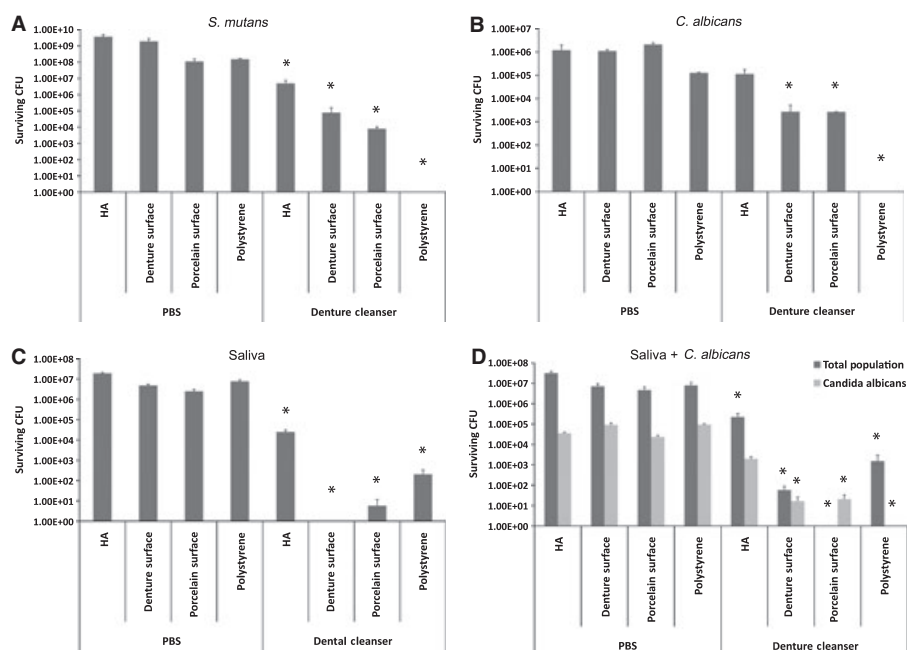 A
S. mutans
Surviving CFU
1.00E+10
1.00E+09
1.00E+08
1.00E+07
1.00E+06
1.00E+05
1.00E+04
1.00E+03
1.00E+02
1.00E+01
1.00E+00
* * * *
HA
Denture surface
Porcelain surface
Polystyrene
HA
Denture surface
Porcelain surface
Polystyrene
PBS
Denture cleanser
B
C. albicans
Surviving CFU
1.00E+07
1.00E+06
1.00E+05
1.00E+04
1.00E+03
1.00E+02
1.00E+01
1.00E+00
* * *
HA
Denture surface
Porcelain surface
Polystyrene
HA
Denture surface
Porcelain surface
Polystyrene
PBS
Denture cleanser
C
Saliva
Surviving CFU
1.00E+08
1.00E+07
1.00E+06
1.00E+05
1.00E+04
1.00E+03
1.00E+02
1.00E+01
1.00E+00
* * * *
HA
Denture surface
Porcelain surface
Polystyrene
HA
Denture surface
Porcelain surface
Polystyrene
PBS
Dental cleanser
D
Saliva + C. albicans
Total population
Candida albicans
Surviving CFU
1.00E+08
1.00E+07
1.00E+06
1.00E+05
1.00E+04
1.00E+03
1.00E+02
1.00E+01
1.00E+00
* * * * * * *
HA
Denture surface
Porcelain surface
Polystyrene
HA
Denture surface
Porcelain surface
Polystyrene
PBS
Denture cleanser